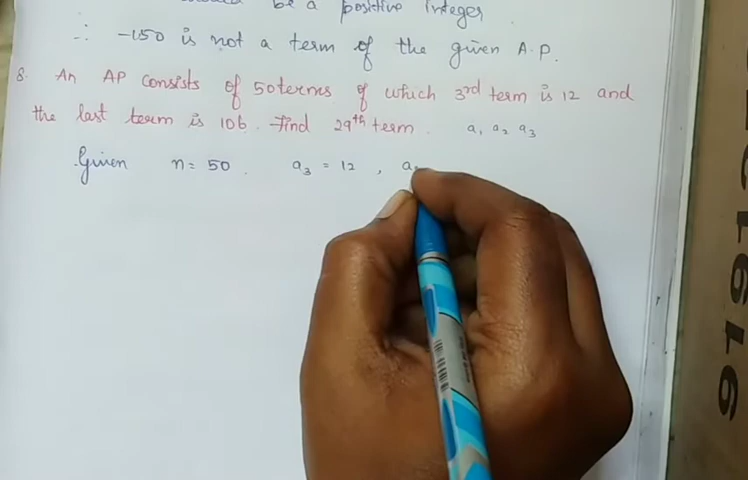 be a positive integer
∴ -150 is not a term of the given A.P.
8. An AP consists of 50 terms of which 3rd term is 12 and
the last term is 106. Find 29th term. a₁ a₂ a₃
Given n = 50. a₃ = 12, a
9191